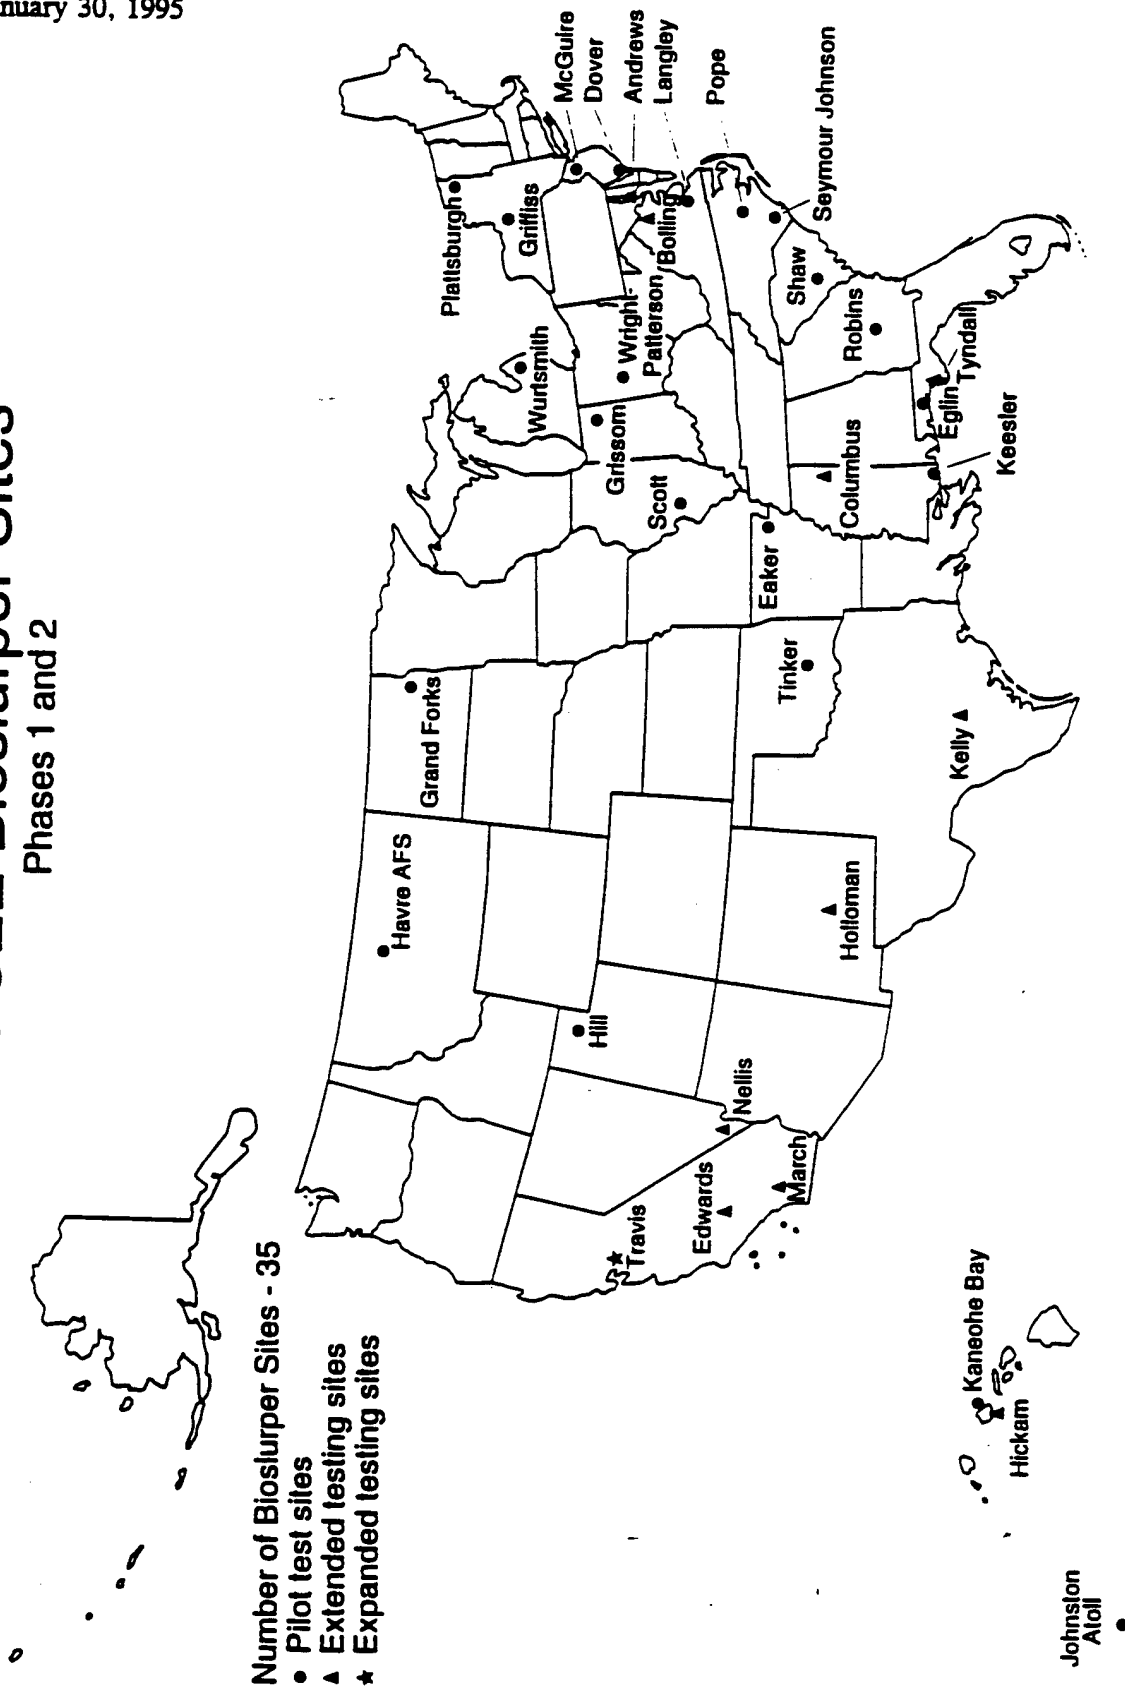 nuary 30, 1995
Sites
Phases 1 and 2
Number of Bioslurper Sites - 35
● Pilot test sites
▲ Extended testing sites
★ Expanded testing sites
Plattsburgh
Griffiss
McGuire
Dover
Andrews
Langley
Pope
Seymour Johnson
Bolling
Wright-
Patterson
Shaw
Robins
Wurtsmith
Grissom
Scott
Columbus
Eglin
Tyndall
Keesler
Eaker
Tinker
Grand Forks
Kelly
Havre AFS
Holloman
Hill
Nellis
March
Edwards
Travis
Kaneohe Bay
Hickam
Johnston
Atoll